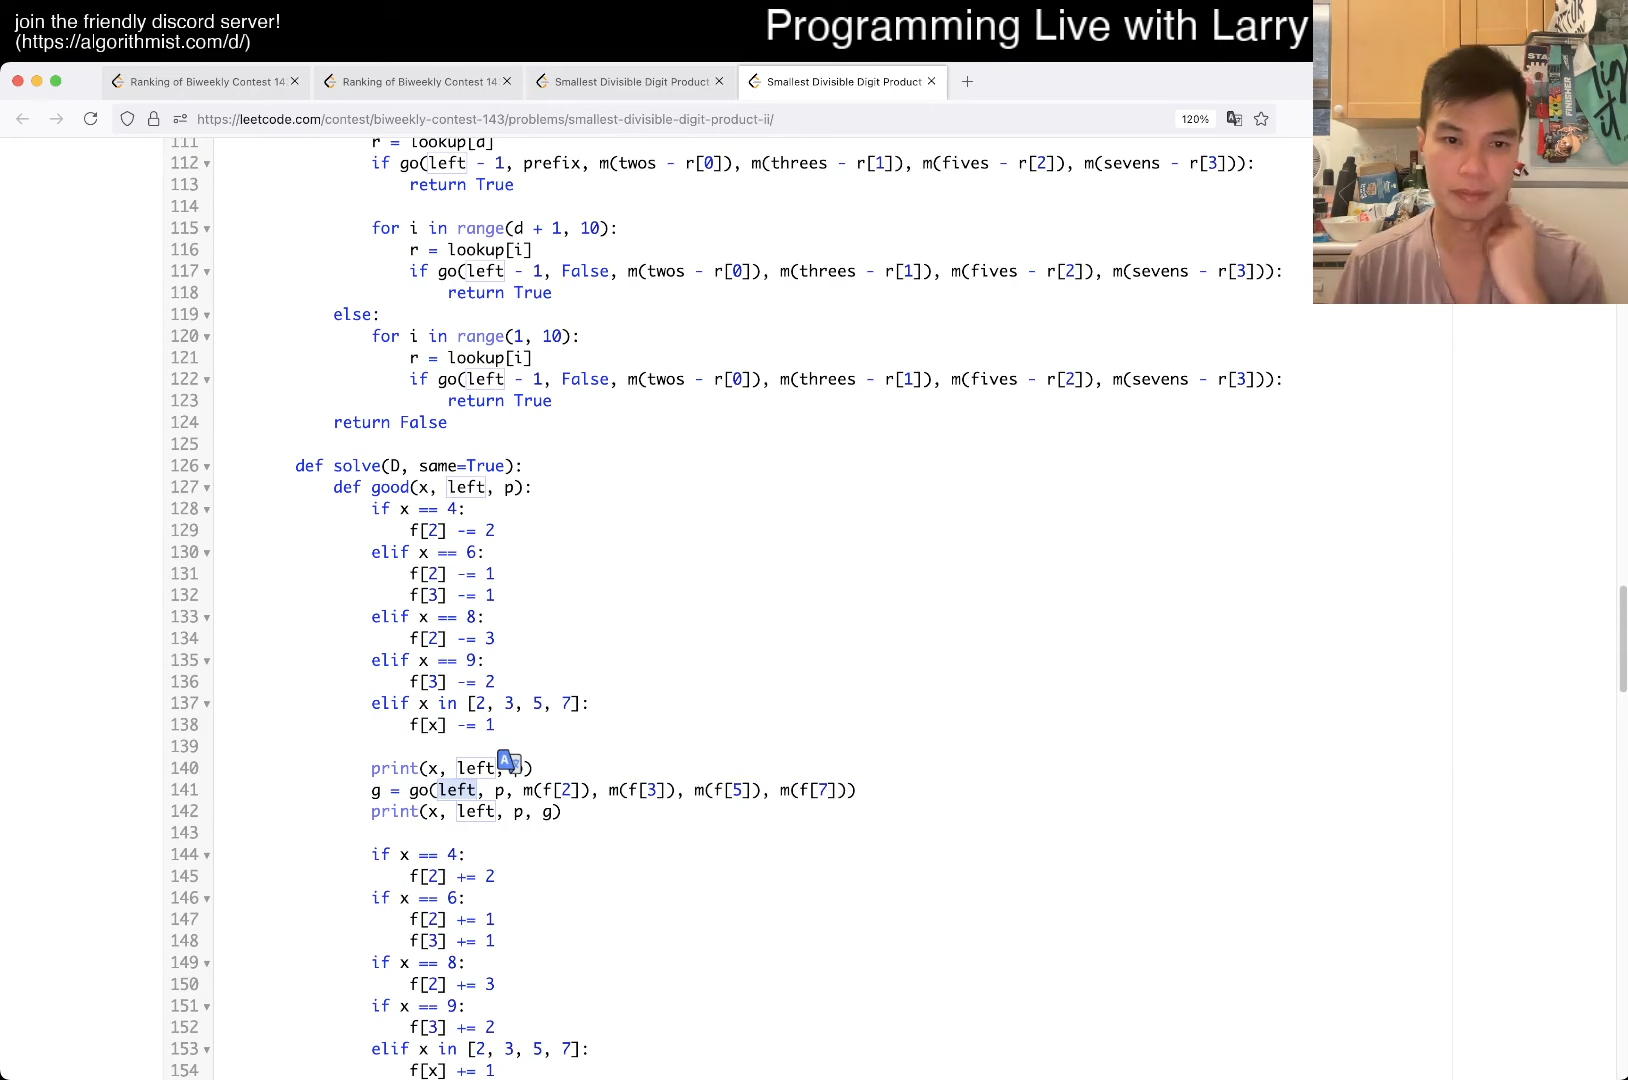 join the friendly discord server!
(https://algorithmist.com/d/)
Programming Live with Larry
Ranking of Biweekly Contest 14
Ranking of Biweekly Contest 14
Smallest Divisible Digit Product
Smallest Divisible Digit Product
https://leetcode.com/contest/biweekly-contest-143/problems/smallest-divisible-digit-product-ii/
120%
111 r = lookup[d]
112 if go(left - 1, prefix, m(twos - r[0]), m(threes - r[1]), m(fives - r[2]), m(sevens - r[3])):
113 return True
114
115 for i in range(d + 1, 10):
116 r = lookup[i]
117 if go(left - 1, False, m(twos - r[0]), m(threes - r[1]), m(fives - r[2]), m(sevens - r[3])):
118 return True
119 else:
120 for i in range(1, 10):
121 r = lookup[i]
122 if go(left - 1, False, m(twos - r[0]), m(threes - r[1]), m(fives - r[2]), m(sevens - r[3])):
123 return True
124 return False
125
126 def solve(D, same=True):
127 def good(x, left, p):
128 if x == 4:
129 f[2] -= 2
130 elif x == 6:
131 f[2] -= 1
132 f[3] -= 1
133 elif x == 8:
134 f[2] -= 3
135 elif x == 9:
136 f[3] -= 2
137 elif x in [2, 3, 5, 7]:
138 f[x] -= 1
139
140 print(x, left, )
141 g = go(left, p, m(f[2]), m(f[3]), m(f[5]), m(f[7]))
142 print(x, left, p, g)
143
144 if x == 4:
145 f[2] += 2
146 if x == 6:
147 f[2] += 1
148 f[3] += 1
149 if x == 8:
150 f[2] += 3
151 if x == 9:
152 f[3] += 2
153 elif x in [2, 3, 5, 7]:
154 f[x] += 1